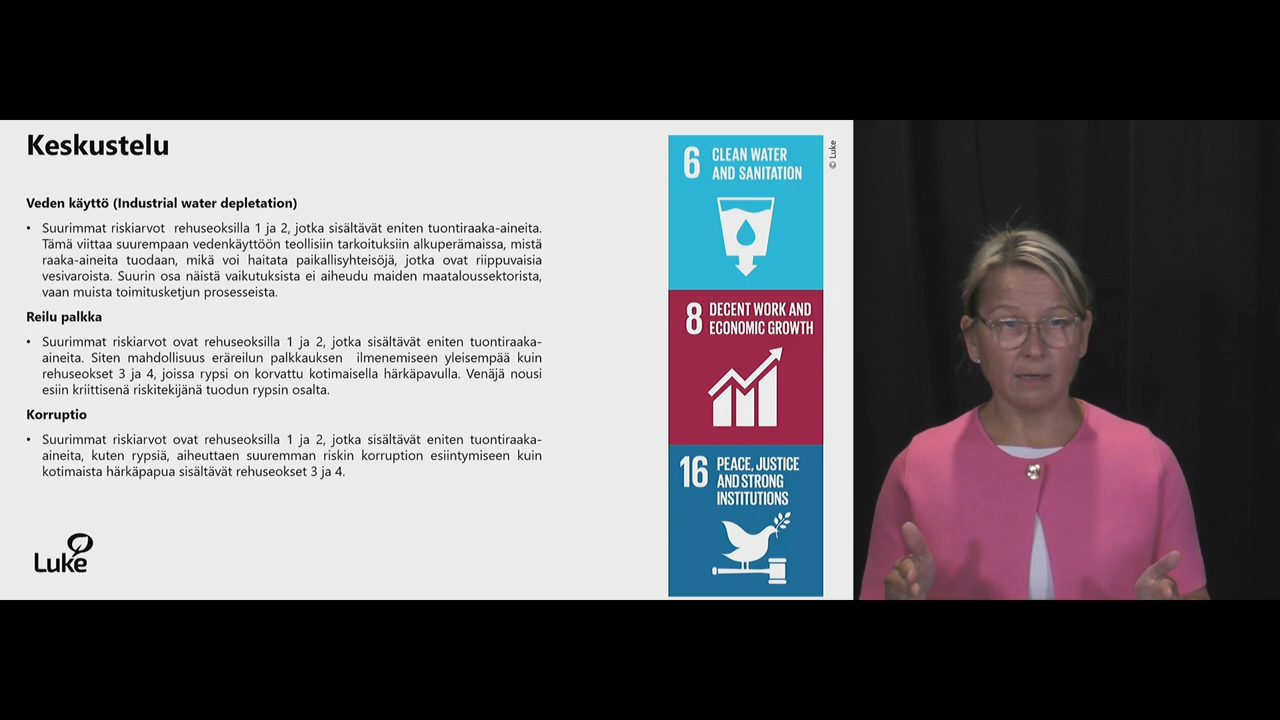 Keskustelu
Veden käyttö (Industrial water depletation)
• Suurimmat riskiarvot rehuseoksilla 1 ja 2, jotka sisältävät eniten tuontiraaka-aineita.
Tämä viittaa suurempaan vedenkäyttöön teollisiin tarkoituksiin alkuperämaissa, mistä
raaka-aineita tuodaan, mikä voi haitata paikallisyhteisöjä, jotka ovat riippuvaisia
vesivaroista. Suurin osa näistä vaikutuksista ei aiheudu maiden maataloussektorista,
vaan muista toimitusketjun prosesseista.
Reilu palkka
• Suurimmat riskiarvot ovat rehuseoksilla 1 ja 2, jotka sisältävät eniten tuontiraaka-
aineita. Siten mahdollisuus eräreilun palkkauksen ilmenemiseen yleisempää kuin
rehuseokset 3 ja 4, joissa rypsi on korvattu kotimaisella härkäpavulla. Venäjä nousi
esiin kriittisenä riskitekijänä tuodun rypsin osalta.
Korruptio
• Suurimmat riskiarvot ovat rehuseoksilla 1 ja 2, jotka sisältävät eniten tuontiraaka-
aineita, kuten rypsiä, aiheuttaen suuremman riskin korruption esiintymiseen kuin
kotimaista härkäpapua sisältävät rehuseokset 3 ja 4.
Luke
6 CLEAN WATER
AND SANITATION
8 DECENT WORK AND
ECONOMIC GROWTH
16 PEACE, JUSTICE
AND STRONG
INSTITUTIONS
© Luke